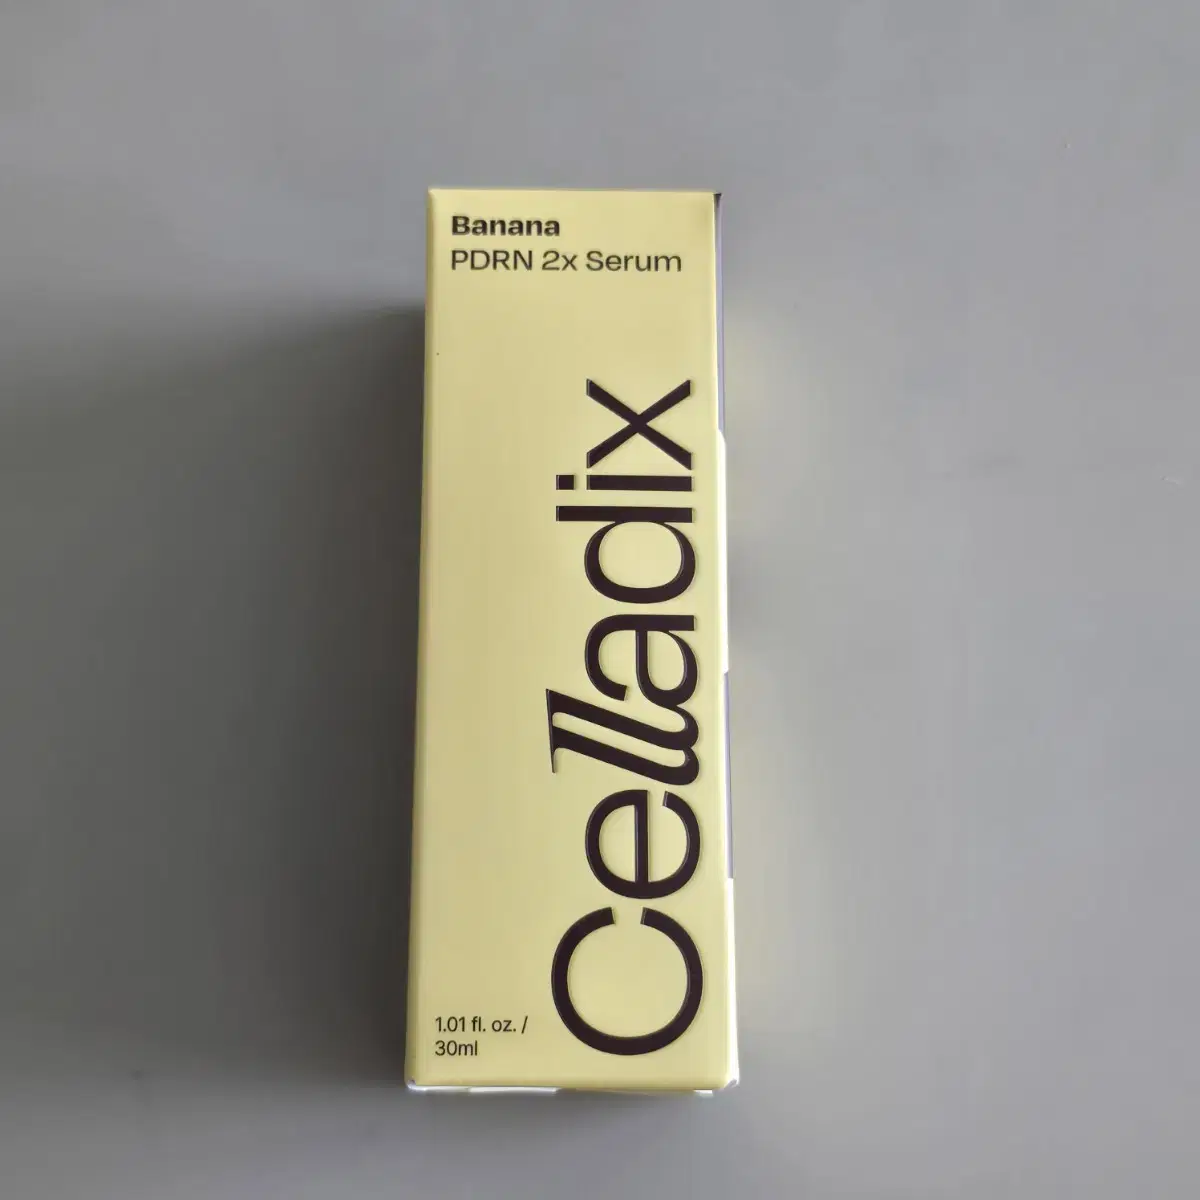 Banana
PDRN 2x Serum
Celladix
1.01 fl. oz. /
30ml